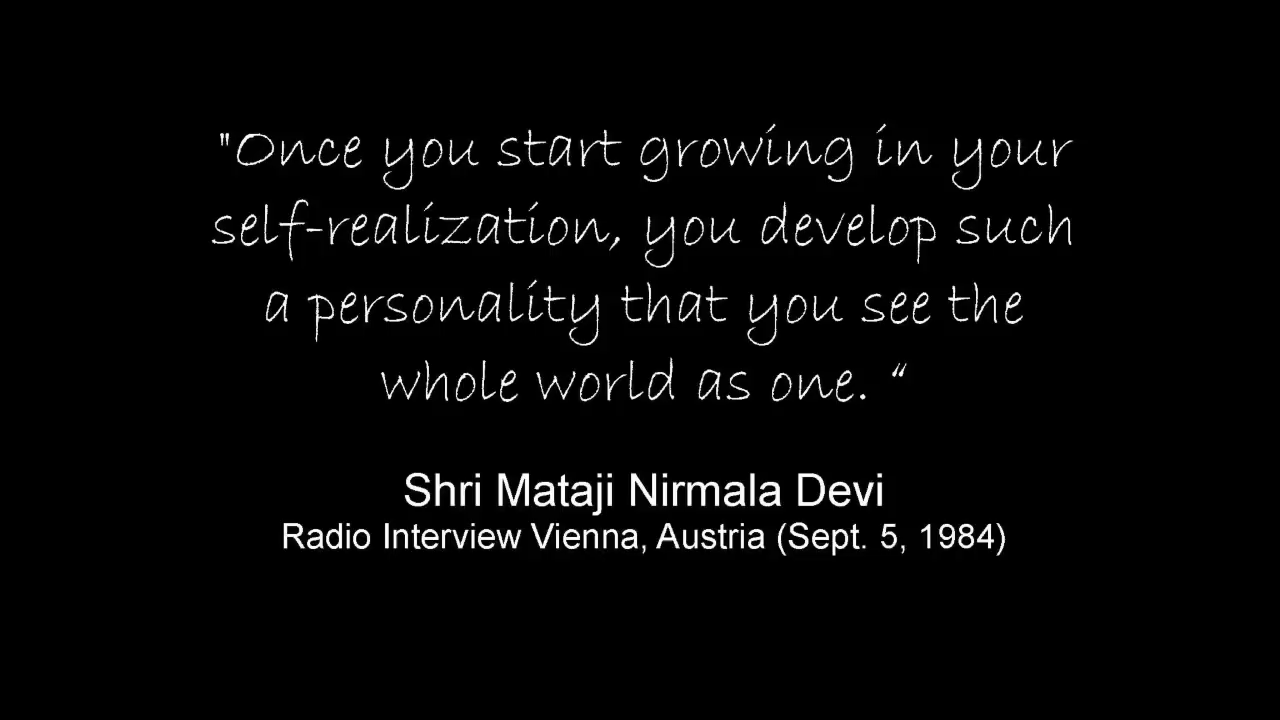 "Once you start growing in your
self-realization, you develop such
a personality that you see the
whole world as one. “
Shri Mataji Nirmala Devi
Radio Interview Vienna, Austria (Sept. 5, 1984)